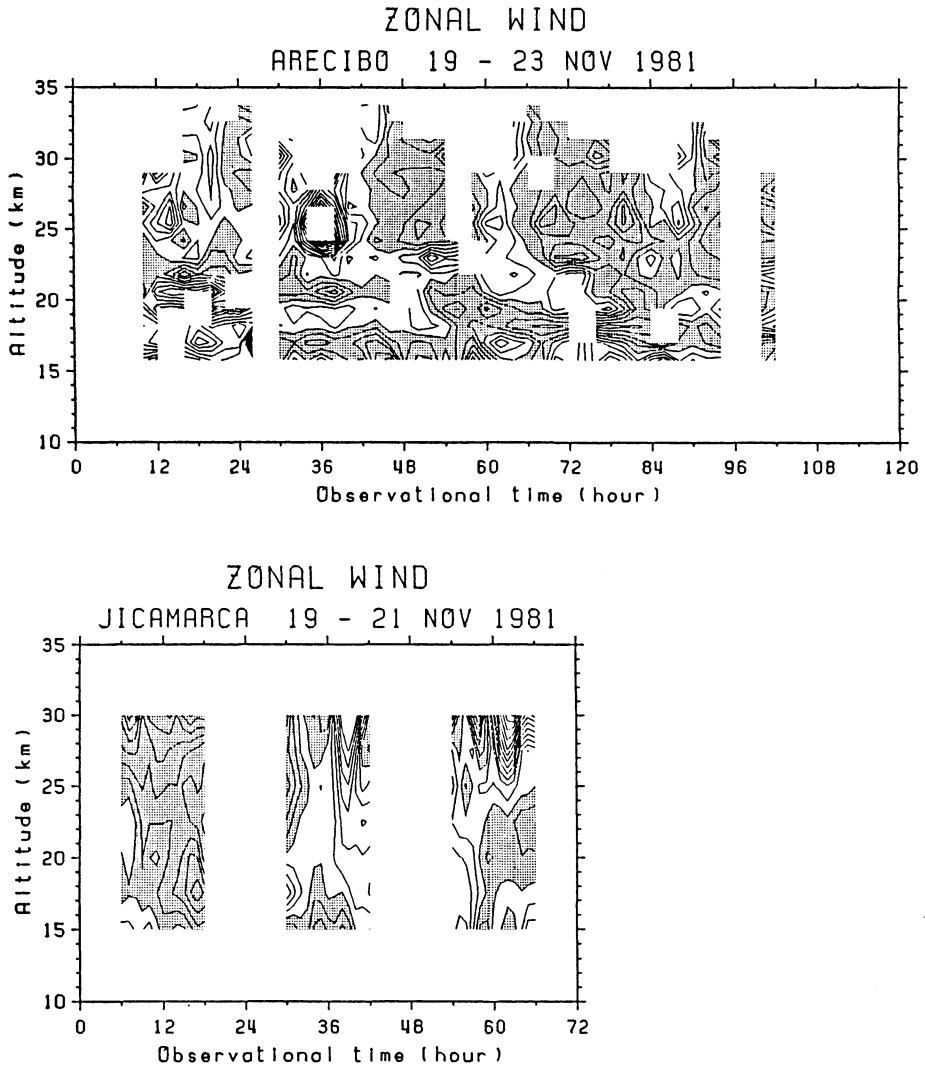 ZONAL WIND
ARECIBO 19 - 23 NOV 1981
35
30
25
20
15
10
Altitude (km)
0 12 24 36 48 60 72 84 96 108 120
Observational time (hour)
ZONAL WIND
JICAMARCA 19 - 21 NOV 1981
35
30
25
20
15
10
Altitude (km)
0 12 24 36 48 60 72
Observational time (hour)